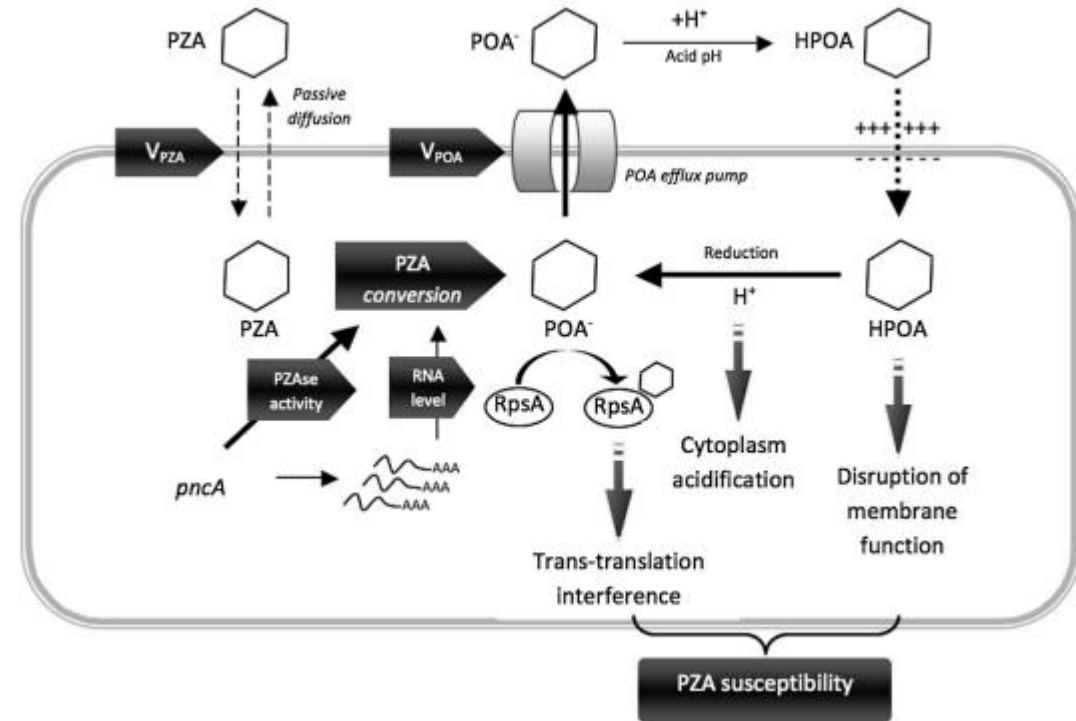 PZA
POA-
+H+
Acid pH
HPOA
Passive
diffusion
VPZA
VPOA
+++ +++
- - - - - - - -
POA efflux pump
PZA
conversion
Reduction
H+
PZA
POA-
HPOA
PZAse
activity
RNA
level
RpsA
RpsA
pncA
AAA
AAA
AAA
Cytoplasm
acidification
Disruption of
membrane
function
Trans-translation
interference
PZA susceptibility